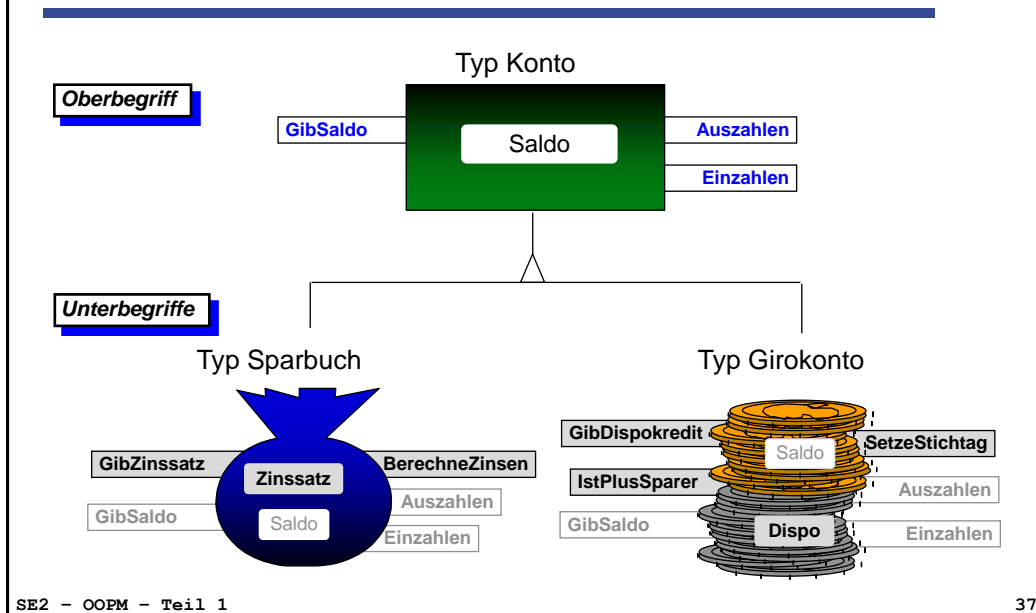 Typ Konto
Oberbegriff
GibSaldo
Saldo
Auszahlen
Einzahlen
Unterbegriffe
Typ Sparbuch
GibZinssatz
BerechneZinsen
Zinssatz
Auszahlen
GibSaldo
Saldo
Einzahlen
Typ Girokonto
GibDispokredit
SetzeStichtag
Saldo
IstPlusSparer
Auszahlen
GibSaldo
Dispo
Einzahlen
SE2 – OOPM – Teil 1
37